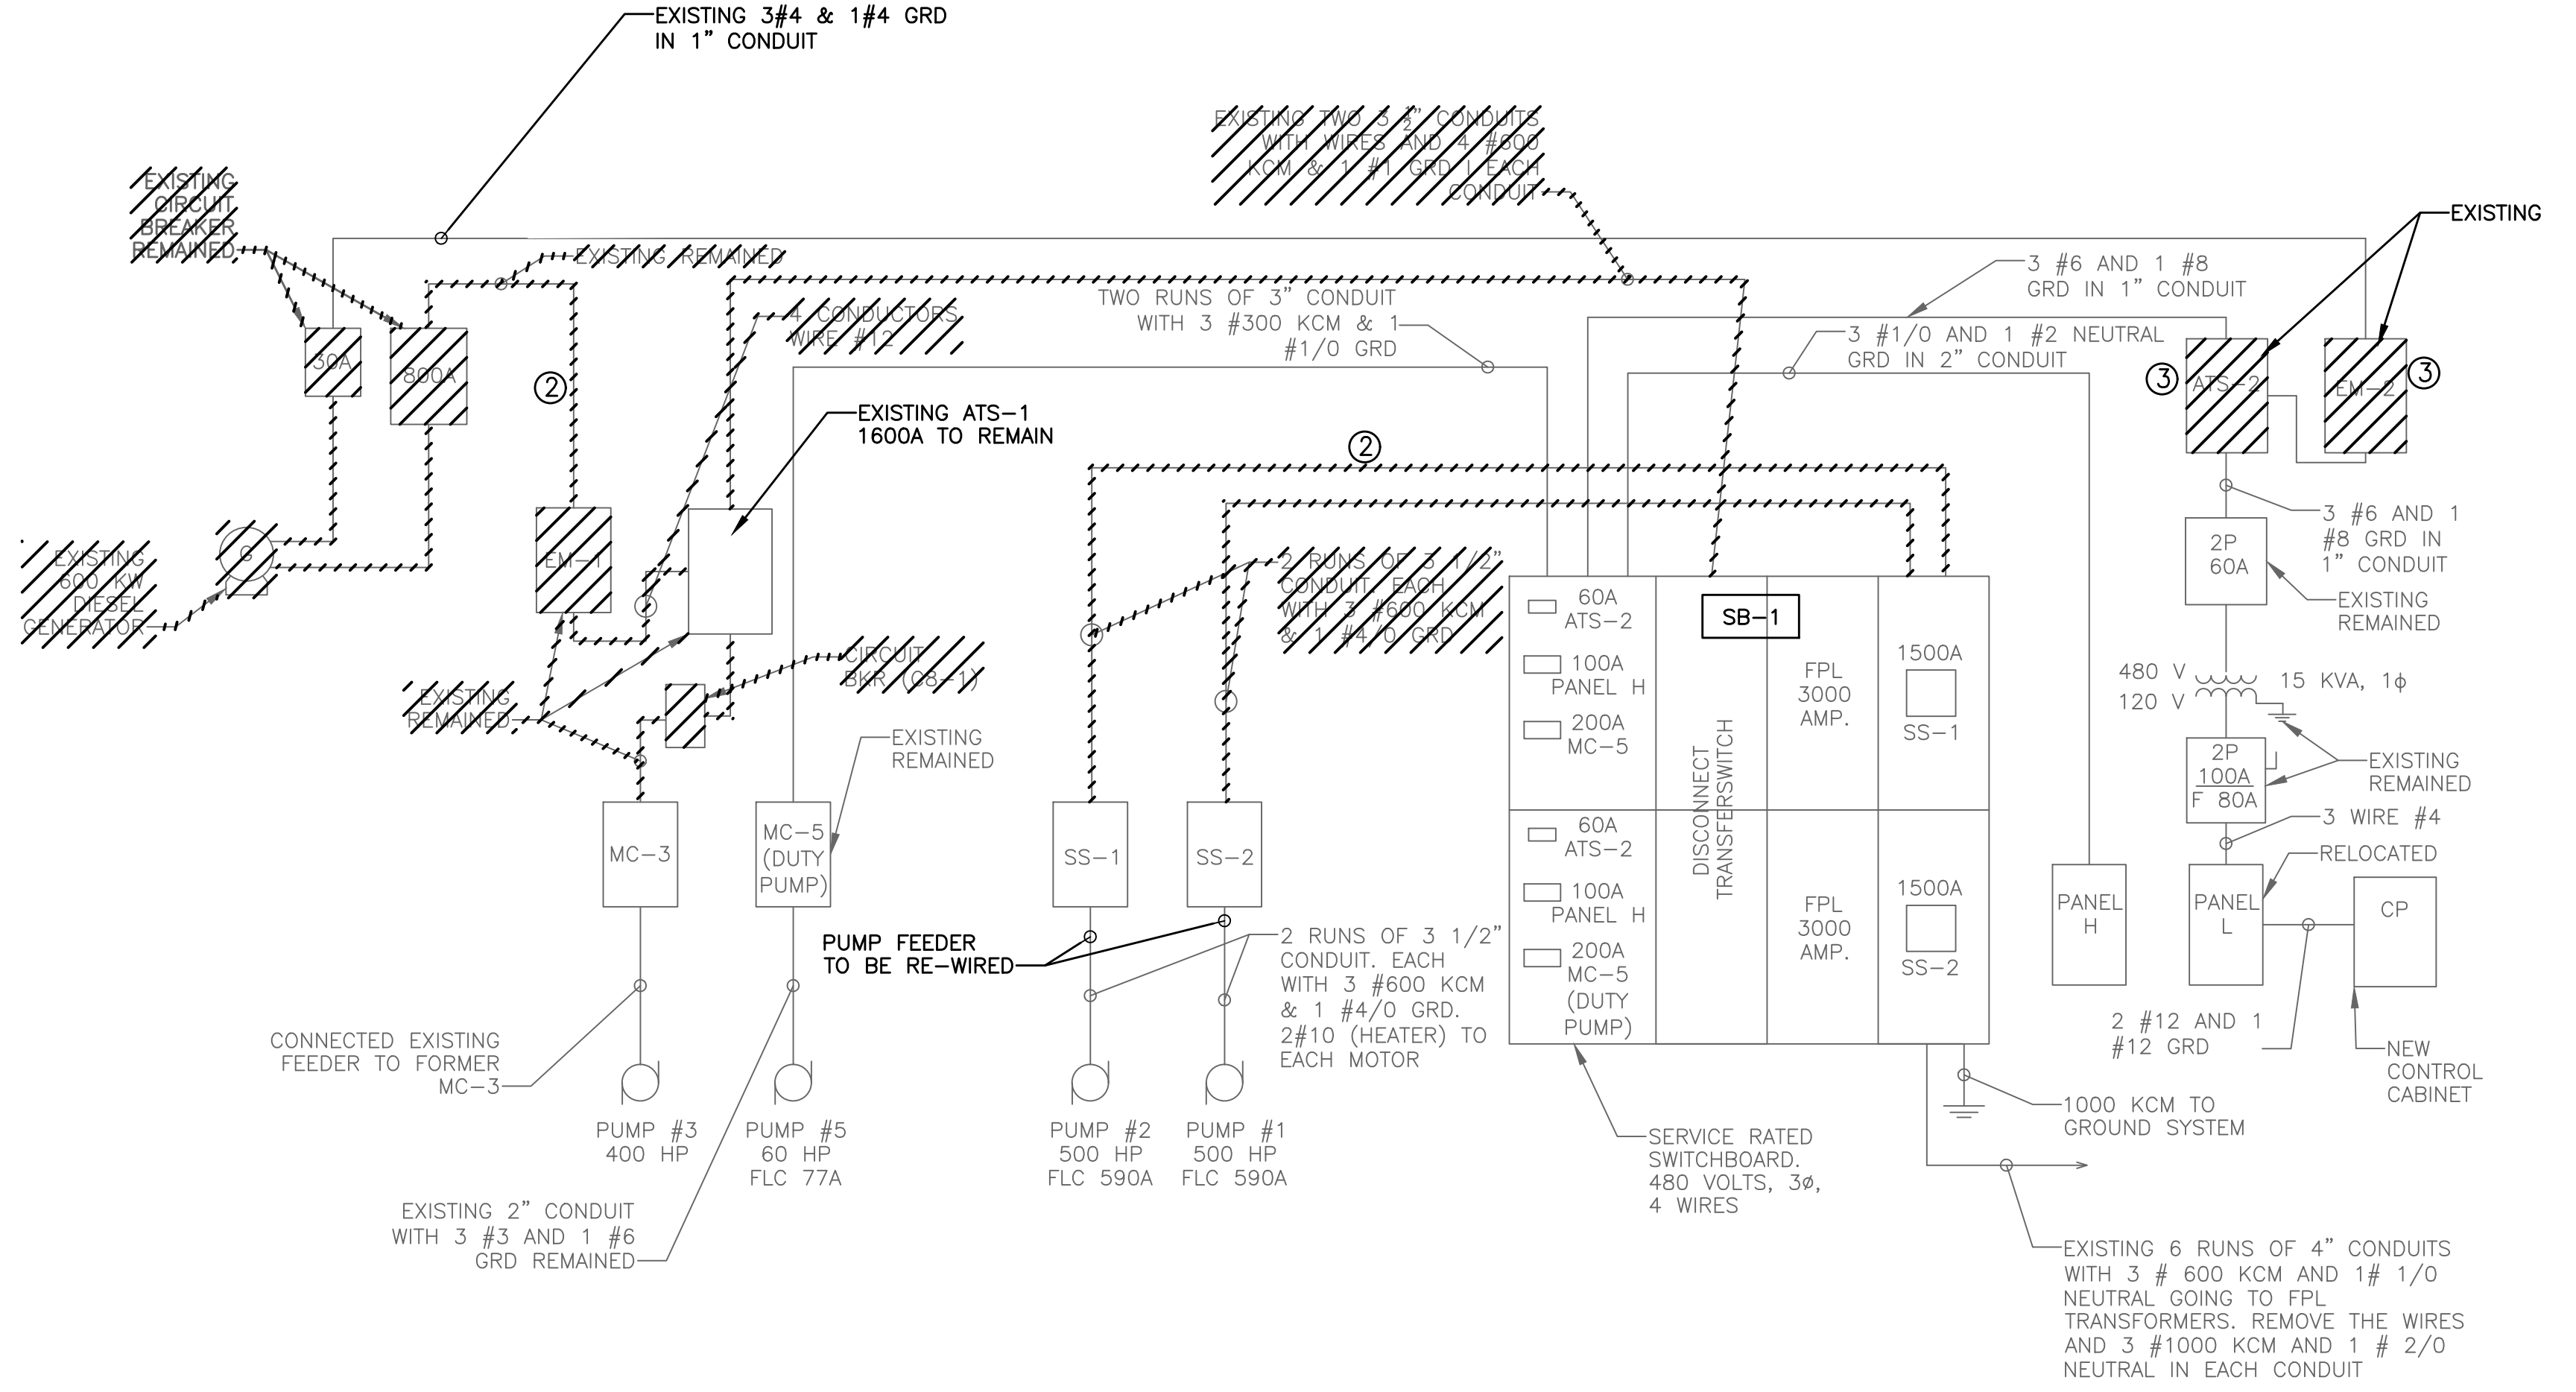 EXISTING 3#4 & 1#4 GRD
IN 1" CONDUIT
EXISTING TWO 3 1/2" CONDUITS
WITH WIRES AND 4 #600
KCM & 1 #1 GRD I EACH
CONDUIT
EXISTING
CIRCUIT
BREAKER
REMAINED
EXISTING REMAINED
EXISTING
3 #6 AND 1 #8
GRD IN 1" CONDUIT
TWO RUNS OF 3" CONDUIT
WITH 3 #300 KCM & 1
#1/0 GRD
4 CONDUCTORS
WIRE #12
3 #1/0 AND 1 #2 NEUTRAL
GRD IN 2" CONDUIT
30A
800A
2
3
ATS-2
EM-2
3
EXISTING ATS-1
1600A TO REMAIN
2
EXISTING
600 KW
DIESEL
GENERATOR
G
EM-1
2 RUNS OF 3 1/2"
CONDUIT. EACH
WITH 3 #600 KCM
& 1 #4/0 GRD
3 #6 AND 1
#8 GRD IN
1" CONDUIT
2P
60A
EXISTING
REMAINED
60A
ATS-2
100A
PANEL H
200A
MC-5
SB-1
DISCONNECT
TRANSFERSWITCH
FPL
3000
AMP.
1500A
SS-1
CIRCUIT
BKR (C8-1)
EXISTING
REMAINED
EXISTING
REMAINED
480 V
120 V
15 KVA, 1ϕ
2P
100A
F 80A
EXISTING
REMAINED
3 WIRE #4
RELOCATED
MC-3
MC-5
(DUTY
PUMP)
SS-1
SS-2
60A
ATS-2
100A
PANEL H
200A
MC-5
(DUTY
PUMP)
FPL
3000
AMP.
1500A
SS-2
PANEL
H
PANEL
L
CP
PUMP FEEDER
TO BE RE-WIRED
2 RUNS OF 3 1/2"
CONDUIT. EACH
WITH 3 #600 KCM
& 1 #4/0 GRD.
2#10 (HEATER) TO
EACH MOTOR
2 #12 AND 1
#12 GRD
NEW
CONTROL
CABINET
CONNECTED EXISTING
FEEDER TO FORMER
MC-3
PUMP #3
400 HP
PUMP #5
60 HP
FLC 77A
PUMP #2
500 HP
FLC 590A
PUMP #1
500 HP
FLC 590A
1000 KCM TO
GROUND SYSTEM
SERVICE RATED
SWITCHBOARD.
480 VOLTS, 3ø,
4 WIRES
EXISTING 2" CONDUIT
WITH 3 #3 AND 1 #6
GRD REMAINED
EXISTING 6 RUNS OF 4" CONDUITS
WITH 3 # 600 KCM AND 1# 1/0
NEUTRAL GOING TO FPL
TRANSFORMERS. REMOVE THE WIRES
AND 3 #1000 KCM AND 1 # 2/0
NEUTRAL IN EACH CONDUIT